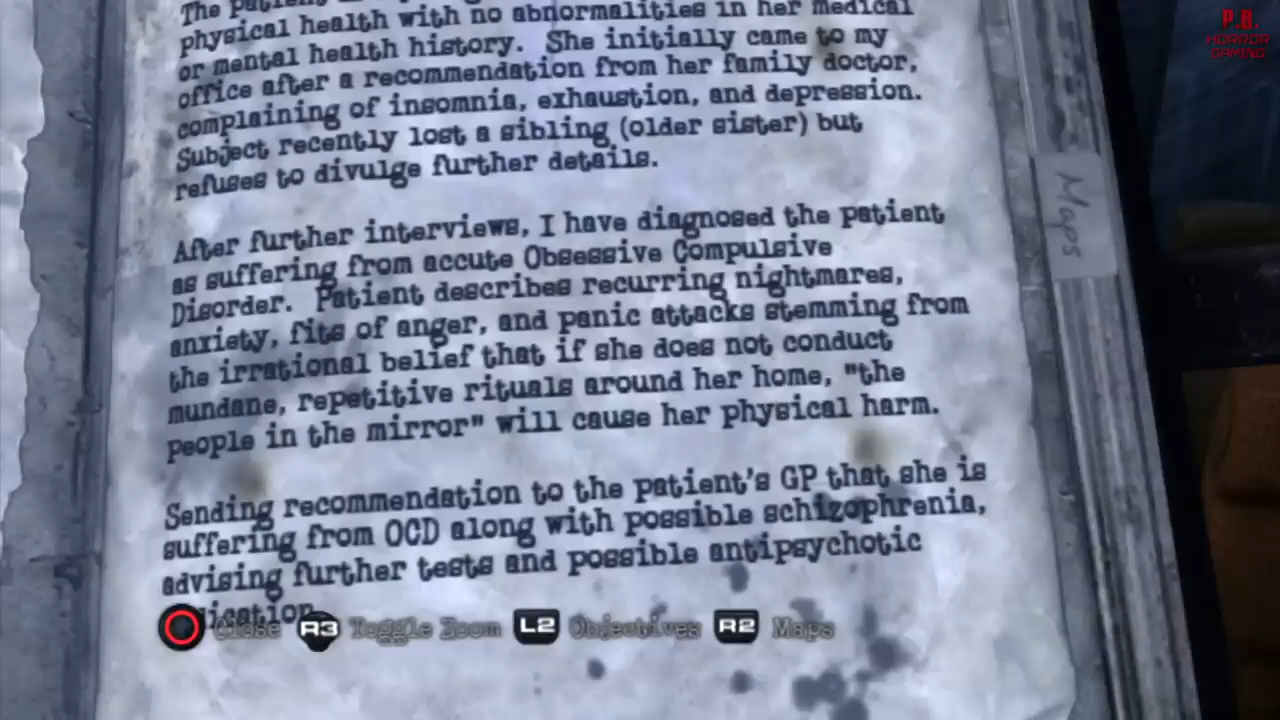 The patient
physical health with no abnormalities in her medical
or mental health history. She initially came to my
office after a recommendation from her family doctor,
complaining of insomnia, exhaustion, and depression.
Subject recently lost a sibling (older sister) but
refuses to divulge further details.
After further interviews, I have diagnosed the patient
as suffering from accute Obsessive Compulsive
Disorder. Patient describes recurring nightmares,
anxiety, fits of anger, and panic attacks stemming from
the irrational belief that if she does not conduct
mundane, repetitive rituals around her home, "the
people in the mirror" will cause her physical harm.
Sending recommendation to the patient's GP that she is
suffering from OCD along with possible schizophrenia,
advising further tests and possible antipsychotic
Close R3 Toggle Zoom L2 Objectives R2 Maps
Maps
P.B.
HORROR
GAMING